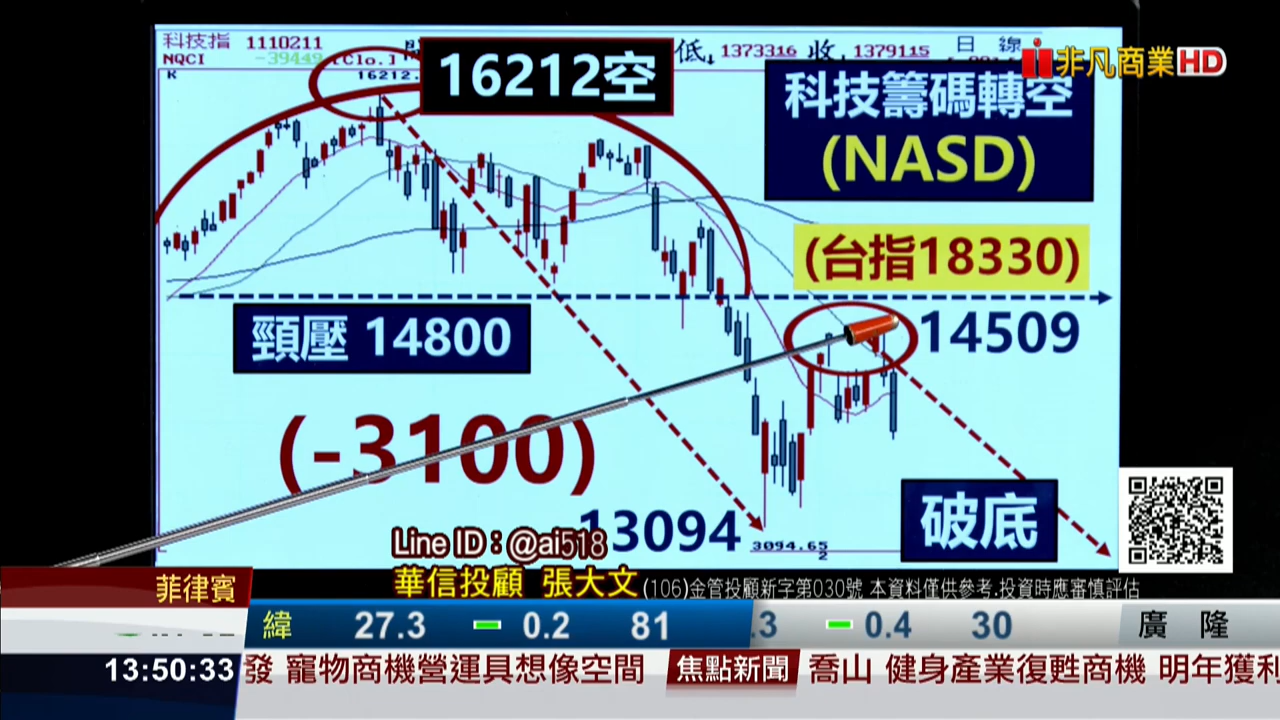 科技指 1110211
NQCI
K
低↓ 1373316 收↓ 1379115 日 線
非凡商業HD
16212空
科技籌碼轉空
(NASD)
(台指18330)
頸壓 14800
14509
(-3100)
破底
13094
3094.65
Line ID：@ai518
華信投顧 張大文 (106)金管投顧新字第030號 本資料僅供參考.投資時應審慎評估
菲律賓
緯 27.3 0.2 81 .3 0.4 30 廣 隆
13:50:33
發 寵物商機營運具想像空間 焦點新聞 喬山 健身產業復甦商機 明年獲利